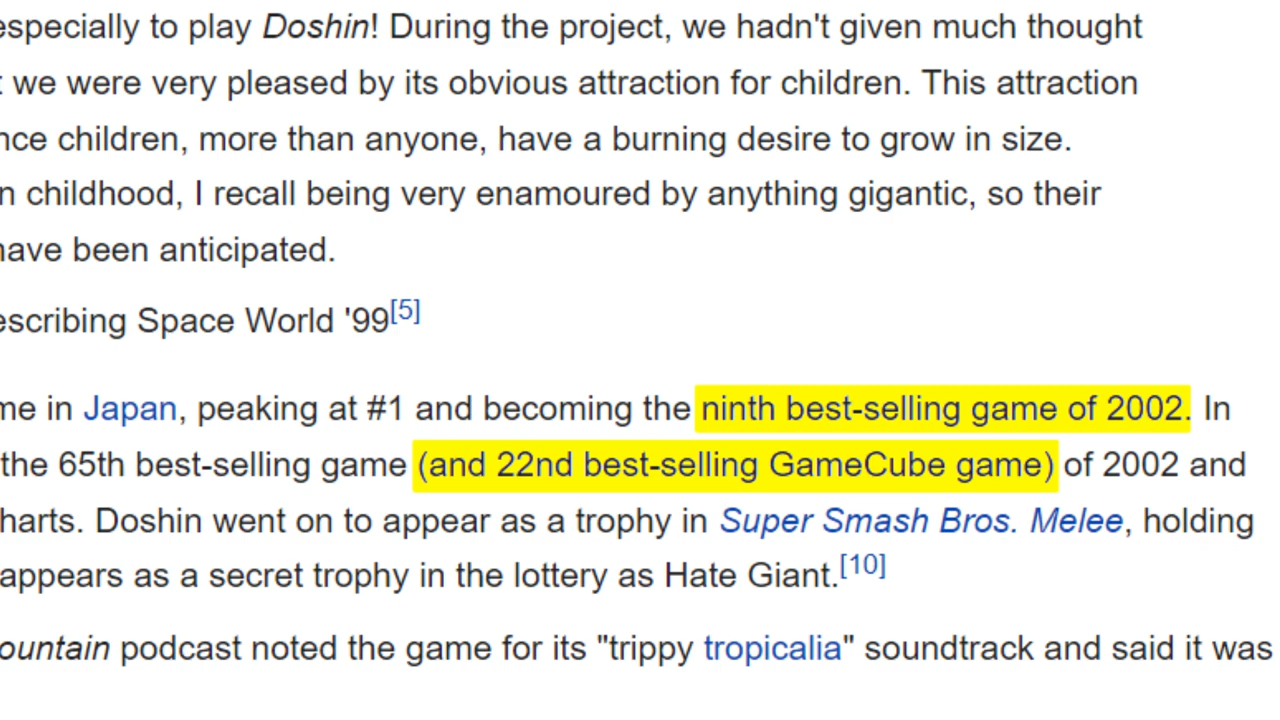 especially to play Doshin! During the project, we hadn't given much thought
we were very pleased by its obvious attraction for children. This attraction
nce children, more than anyone, have a burning desire to grow in size.
n childhood, I recall being very enamoured by anything gigantic, so their
have been anticipated.
escribing Space World '99[5]
me in Japan, peaking at #1 and becoming the ninth best-selling game of 2002. In
the 65th best-selling game (and 22nd best-selling GameCube game) of 2002 and
harts. Doshin went on to appear as a trophy in Super Smash Bros. Melee, holding
appears as a secret trophy in the lottery as Hate Giant.[10]
ountain podcast noted the game for its "trippy tropicalia" soundtrack and said it was